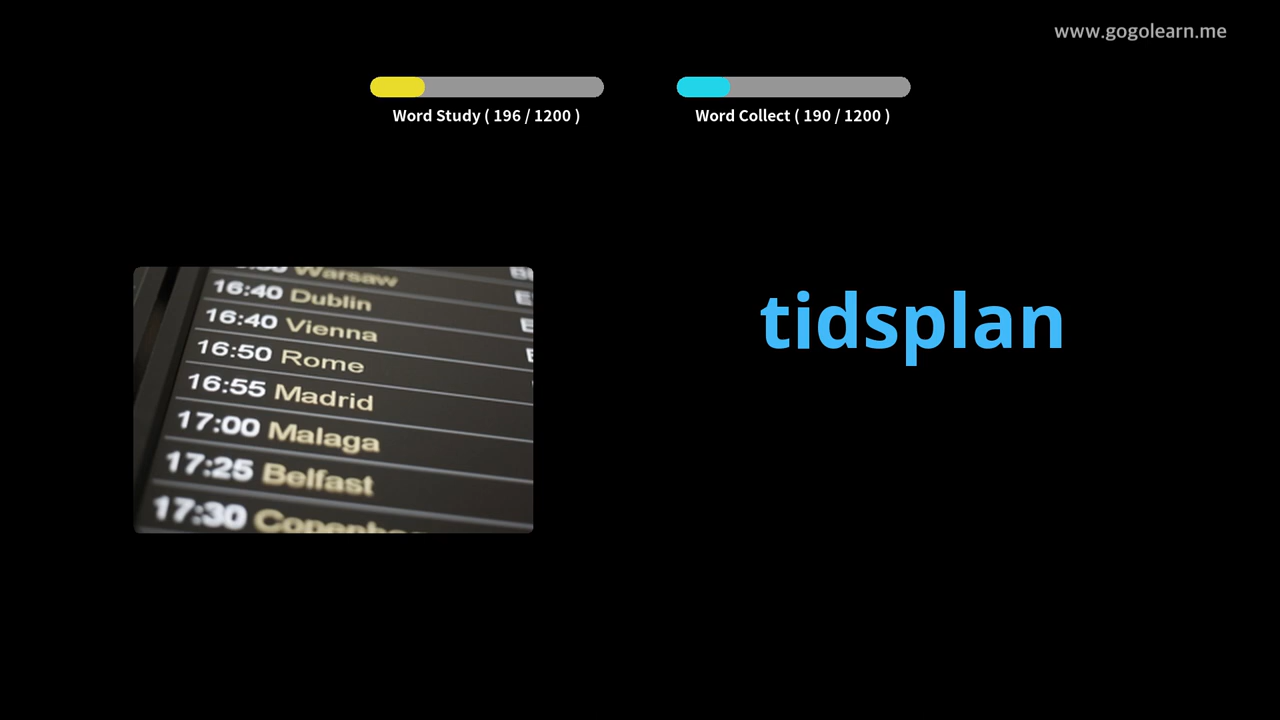 www.gogolearn.me
Word Study ( 196 / 1200 )
Word Collect ( 190 / 1200 )
Warsaw
16:40 Dublin
16:40 Vienna
16:50 Rome
16:55 Madrid
17:00 Malaga
17:25 Belfast
17:30
tidsplan